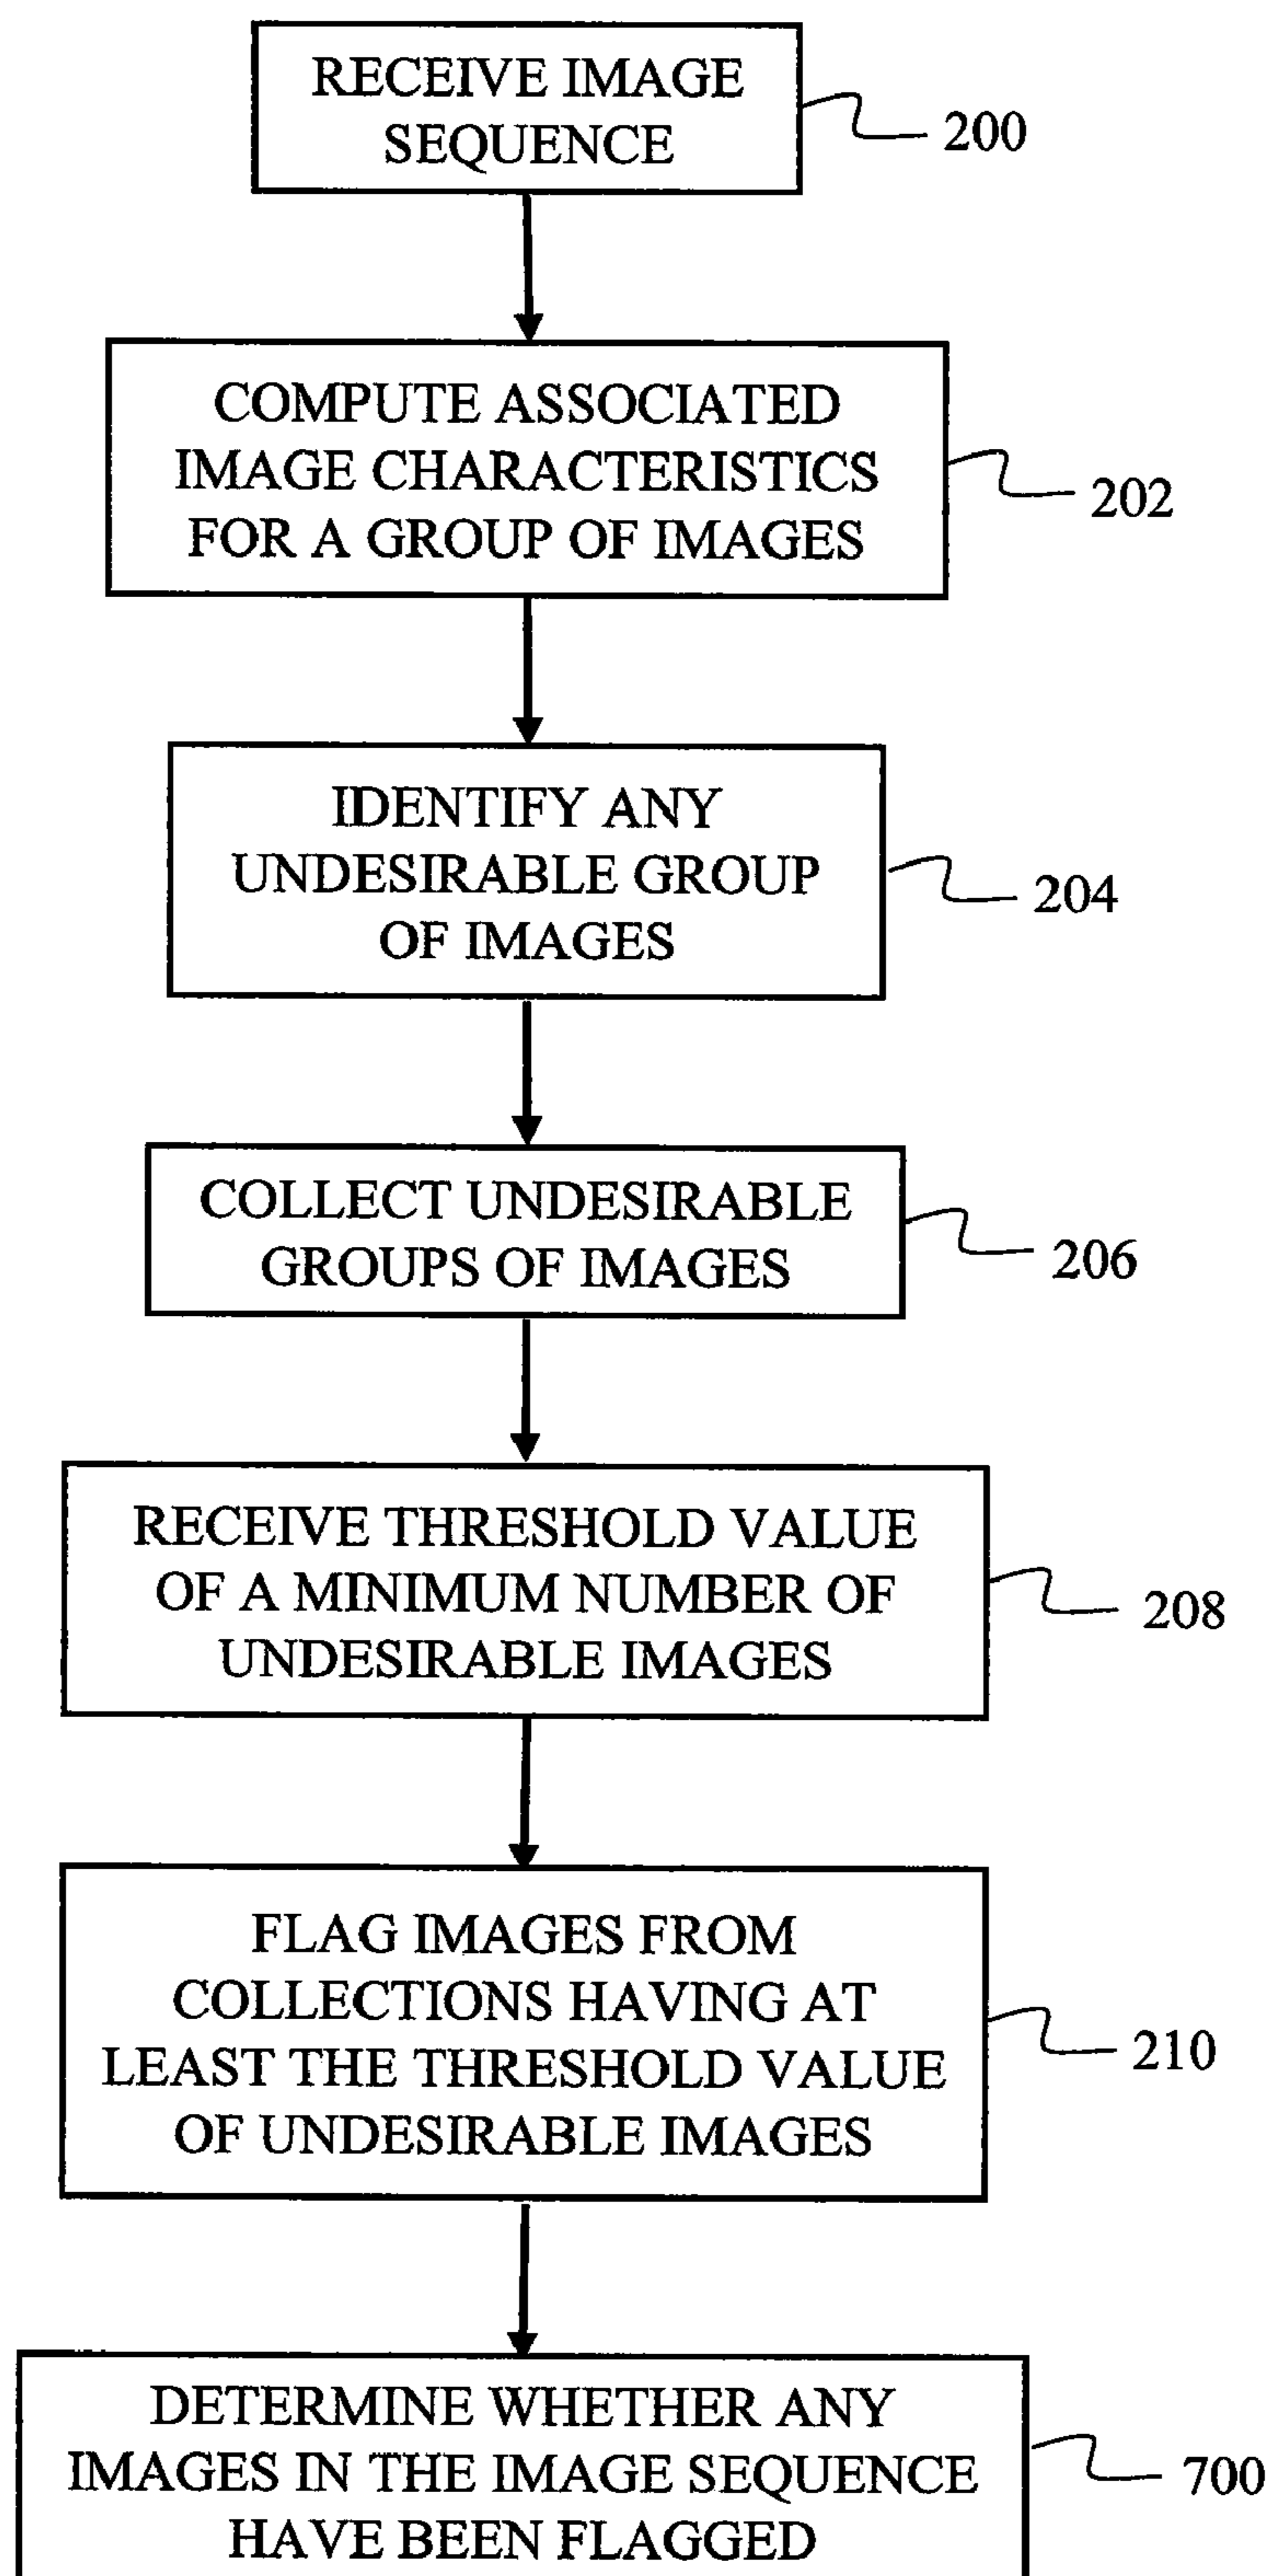 RECEIVE IMAGE
SEQUENCE
200
COMPUTE ASSOCIATED
IMAGE CHARACTERISTICS
FOR A GROUP OF IMAGES
202
IDENTIFY ANY
UNDESIRABLE GROUP
OF IMAGES
204
COLLECT UNDESIRABLE
GROUPS OF IMAGES
206
RECEIVE THRESHOLD VALUE
OF A MINIMUM NUMBER OF
UNDESIRABLE IMAGES
208
FLAG IMAGES FROM
COLLECTIONS HAVING AT
LEAST THE THRESHOLD VALUE
OF UNDESIRABLE IMAGES
210
DETERMINE WHETHER ANY
IMAGES IN THE IMAGE SEQUENCE
HAVE BEEN FLAGGED
700